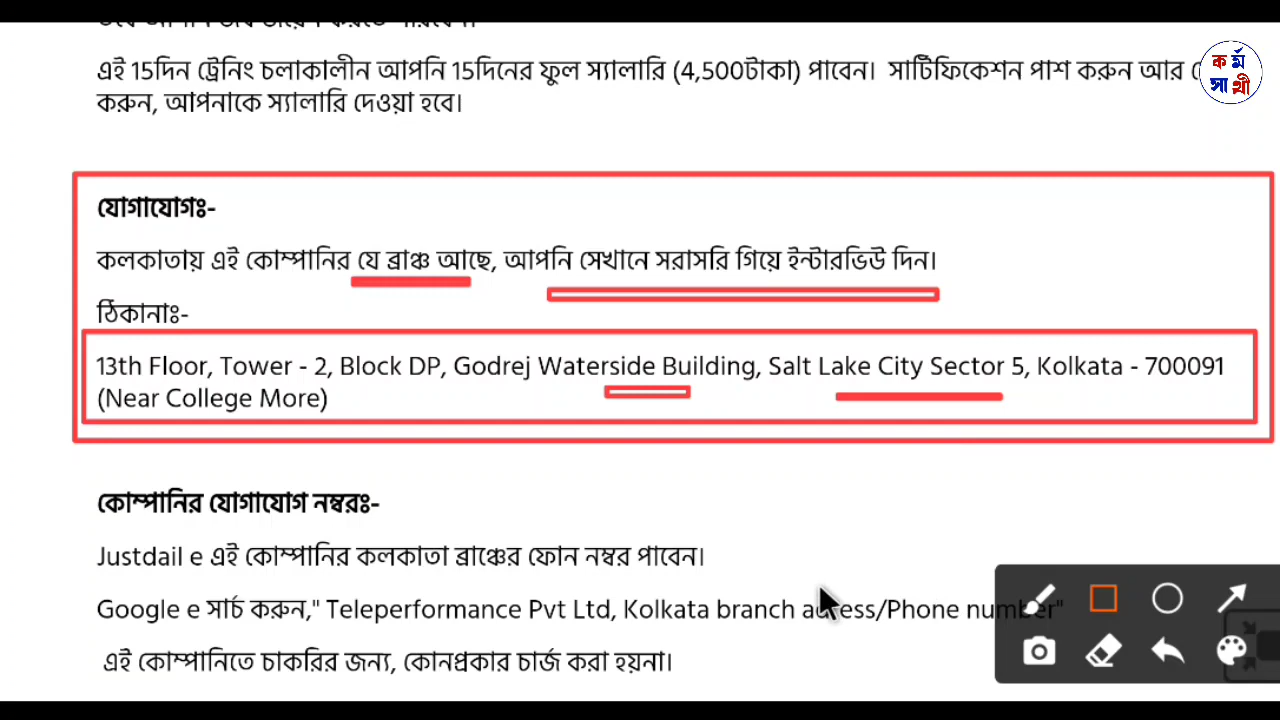 এই 15দিন ট্রেনিং চলাকালীন আপনি 15দিনের ফুল স্যালারি (4,500টাকা) পাবেন। সার্টিফিকেশন পাশ করুন আর
করুন, আপনাকে স্যালারি দেওয়া হবে।
কর্ম
সাথী
যোগাযোগঃ-
কলকাতায় এই কোম্পানির যে ব্রাঞ্চ আছে, আপনি সেখানে সরাসরি গিয়ে ইন্টারভিউ দিন।
ঠিকানাঃ-
13th Floor, Tower - 2, Block DP, Godrej Waterside Building, Salt Lake City Sector 5, Kolkata - 700091
(Near College More)
কোম্পানির যোগাযোগ নম্বরঃ-
Justdail e এই কোম্পানির কলকাতা ব্রাঞ্চের ফোন নম্বর পাবেন।
Google e সার্চ করুন," Teleperformance Pvt Ltd, Kolkata branch adress/Phone number"
এই কোম্পানিতে চাকরির জন্য, কোনপ্রকার চার্জ করা হয়না।